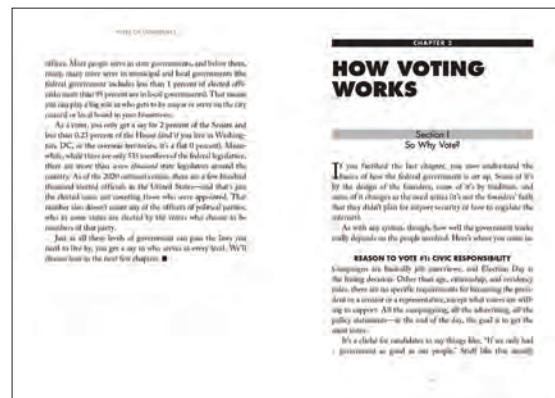 offices. More people serve in state governments, and below them,
many, many more serve in municipal and local governments (the
federal government includes less than 1 percent of elected offi-
cials; more than 95 percent are in local governments). That means
you can play a big role in who gets to be mayor or serve on the city
council or local board in your hometown.
As a voter, you only get a say for 2 percent of the Senate and
less than 0.23 percent of the House (and if you live in Washing-
ton, DC, or the overseas territories, it's a flat 0 percent). Mean-
while, while there are only 535 members of the federal legislature,
there are more than seven thousand state legislators around the
country. As of the 2020 census, there are a few hundred
thousand elected officials in the United States—and that's just
the elected ones, not counting those who were appointed. That
number also doesn't count any of the officers of political parties,
who in some states are elected by the voters who choose to be
members of that party.
Just as all these levels of government can pass the laws you
need to live by, you get a say in who serves at every level. We'll
discuss how in the next few chapters. ■
CHAPTER 2
HOW VOTING
WORKS
Section I
So Why Vote?
If you finished the last chapter, you now understand the
basics of how the federal government is set up. Some of it's
by the design of the founders, some of it's by tradition, and
some of it changes as the need arises (it's not the founders' fault
that they didn't plan for airport security or how to regulate the
internet).
As with any system, though, how well the government works
really depends on the people involved. Here's where you come in.
REASON TO VOTE #1: CIVIC RESPONSIBILITY
Campaigns are basically job interviews, and Election Day is
the hiring decision. Other than age, citizenship, and residency
rules, there are no specific requirements for becoming the presi-
dent or a senator or a representative, except what voters are will-
ing to support. All the campaigning, all the advertising, all the
policy statements—at the end of the day, the goal is to get the
most votes.
It's a cliché for candidates to say things like, "If we only had
a government as good as our people." Stuff like this usually